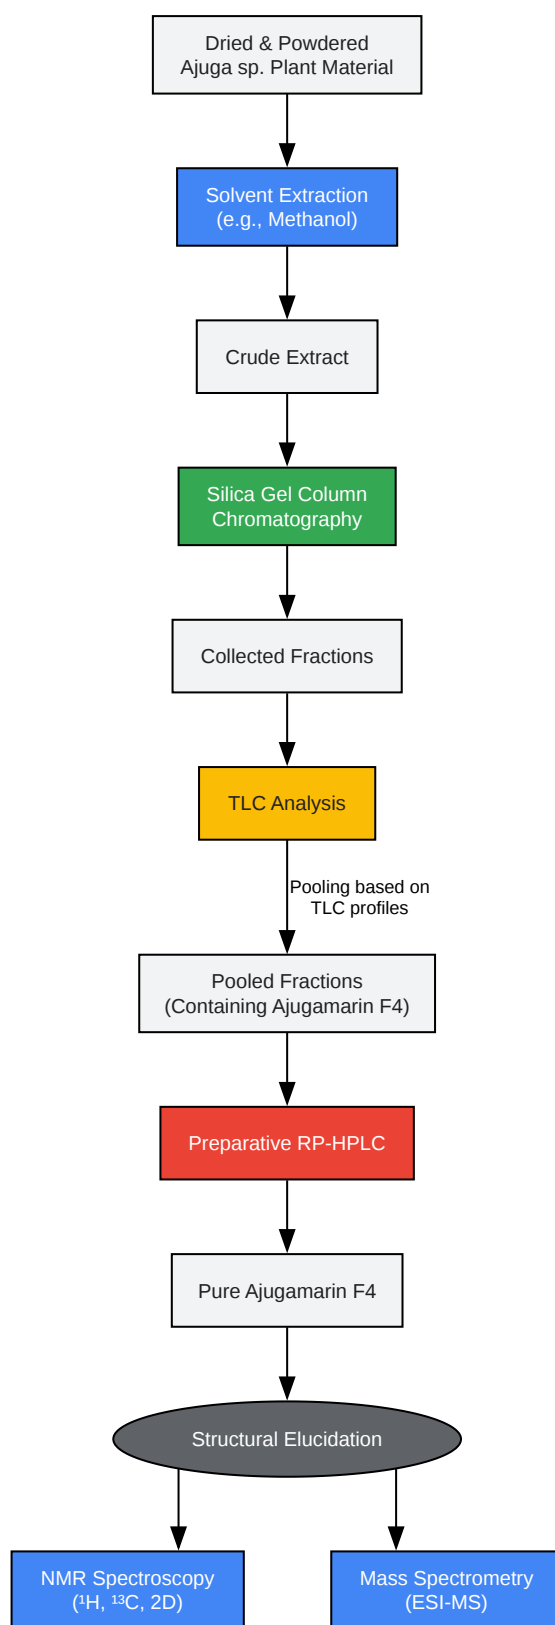 Dried & Powdered
Ajuga sp. Plant Material
Solvent Extraction
(e.g., Methanol)
Crude Extract
Silica Gel Column
Chromatography
Collected Fractions
TLC Analysis
Pooling based on
TLC profiles
Pooled Fractions
(Containing Ajugamarin F4)
Preparative RP-HPLC
Pure Ajugamarin F4
Structural Elucidation
NMR Spectroscopy
(¹H, ¹³C, 2D)
Mass Spectrometry
(ESI-MS)